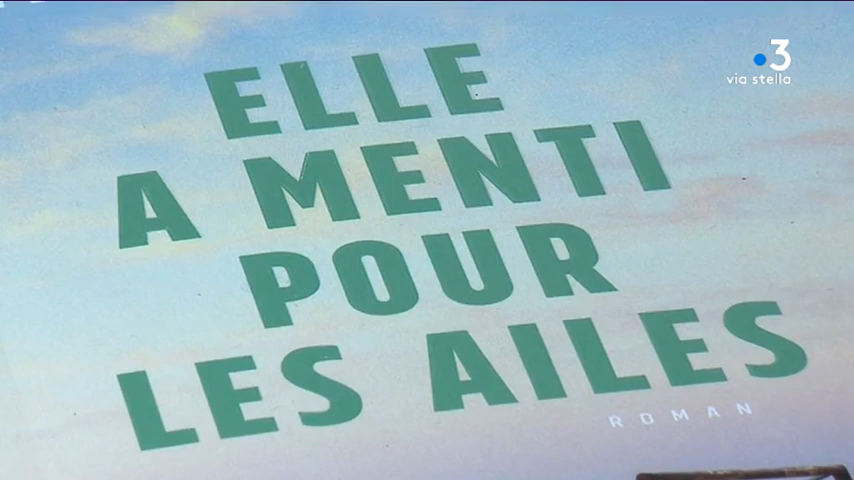 3
via stella
ELLE
A MENTI
POUR
LES AILES
ROMAN